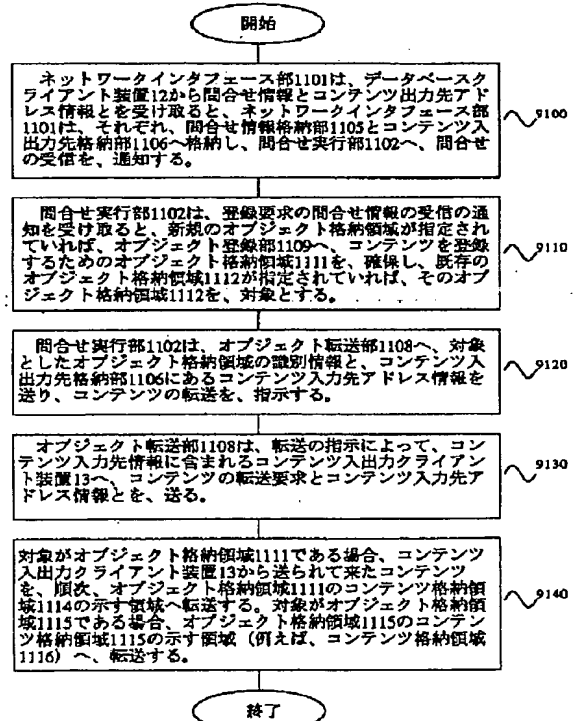 開始
ネットワークインタフェース部1101は、データベースク
ライアント装置12から問合せ情報とコンテンツ出力先アド
レス情報とを受け取ると、ネットワークインタフェース部
1101は、それぞれ、問合せ情報格納部1105とコンテンツ入
出力先格納部1106へ格納し、問合せ実行部1102へ、問合せ
の受信を、通知する。
9100
問合せ実行部1102は、登録要求の問合せ情報の受信の通
知を受け取ると、新規のオブジェクト格納領域が指定され
ていれば、オブジェクト登録部1109へ、コンテンツを登録
するためのオブジェクト格納領域1111を、確保し、既存の
オブジェクト格納領域1112が指定されていれば、そのオブ
ジェクト格納領域1112を、対象とする。
9110
問合せ実行部1102は、オブジェクト転送部1108へ、対象
としたオブジェクト格納領域の識別情報と、コンテンツ入
出力先格納部1106にあるコンテンツ入力先アドレス情報を
送り、コンテンツの転送を、指示する。
9120
オブジェクト転送部1108は、転送の指示によって、コン
テンツ入力先情報に含まれるコンテンツ入出力クライアン
ト装置13へ、コンテンツの転送要求とコンテンツ入力先ア
ドレス情報とを、送る。
9130
対象がオブジェクト格納領域1111である場合、コンテンツ
入出力クライアント装置13から送られて来たコンテンツ
を、順次、オブジェクト格納領域1111のコンテンツ格納領
域1114の示す領域へ転送する。対象がオブジェクト格納領
域1115である場合、オブジェクト格納領域1115のコンテン
ツ格納領域1115の示す領域（例えば、コンテンツ格納領域
1116）へ、転送する。
9140
終了